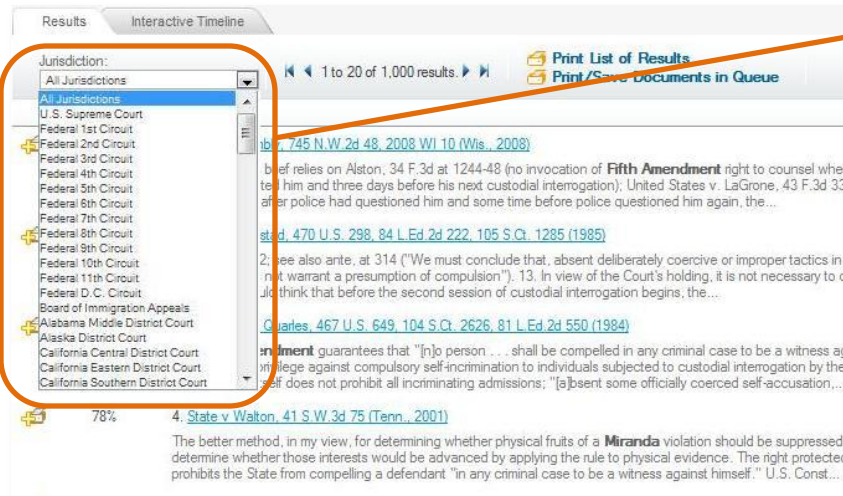 Results Interactive Timeline
Jurisdiction:
All Jurisdictions
1 to 20 of 1,000 results.
Print List of Results
Print/Save Documents in Queue
All Jurisdictions
U.S. Supreme Court
Federal 1st Circuit
Federal 2nd Circuit
Federal 3rd Circuit
Federal 4th Circuit
Federal 5th Circuit
Federal 6th Circuit
Federal 7th Circuit
Federal 8th Circuit
Federal 9th Circuit
Federal 10th Circuit
Federal 11th Circuit
Federal D.C. Circuit
Board of Immigration Appeals
Alabama Middle District Court
Alaska District Court
California Central District Court
California Eastern District Court
California Southern District Court
745 N.W.2d 48, 2008 WI 10 (Wis., 2008)
brief relies on Alston, 34 F.3d at 1244-48 (no invocation of Fifth Amendment right to counsel
him and three days before his next custodial interrogation); United States v. LaGrone, 43 F.3d
after police had questioned him and some time before police questioned him again, the...
470 U.S. 298, 84 L.Ed.2d 222, 105 S.Ct. 1285 (1985)
see also ante, at 314 ("We must conclude that, absent deliberately coercive or improper tactics in
not warrant a presumption of compulsion"). 13. In view of the Court's holding, it is not necessary to
think that before the second session of custodial interrogation begins, the...
Quarles, 467 U.S. 649, 104 S.Ct. 2626, 81 L.Ed.2d 550 (1984)
guarantees that "[n]o person . . . shall be compelled in any criminal case to be a witness
against compulsory self-incrimination to individuals subjected to custodial interrogation by the
does not prohibit all incriminating admissions; "[a]bsent some officially coerced self-accusation,...
78% 4. State v Walton, 41 S.W.3d 75 (Tenn., 2001)
The better method, in my view, for determining whether physical fruits of a Miranda violation should be suppressed
determine whether those interests would be advanced by applying the rule to physical evidence. The right protected
prohibits the State from compelling a defendant "in any criminal case to be a witness against himself." U.S. Const...